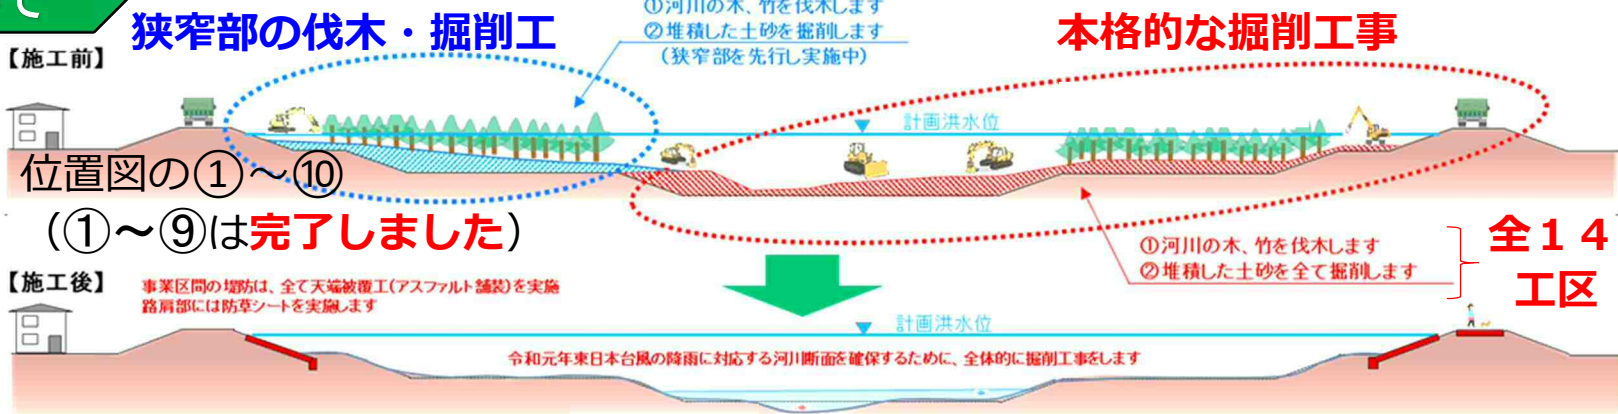 て
狭窄部の伐木・掘削工
①河川の木、竹を伐木します
②堆積した土砂を掘削します
（狭窄部を先行し実施中）
本格的な掘削工事
【施工前】
計画洪水位
位置図の①～⑩
（①～⑨は完了しました）
①河川の木、竹を伐木します
②堆積した土砂を全て掘削します
全１４
工区
【施工後】
事業区間の堤防は、全て天端被覆工(アスファルト舗装)を実施
路肩部には防草シートを実施します
計画洪水位
令和元年東日本台風の降雨に対応する河川断面を確保するために、全体的に掘削工事をします